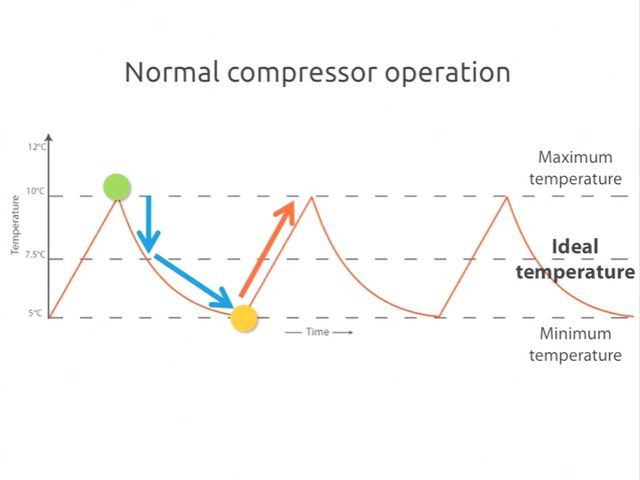 Normal compressor operation
12°C
Maximum
temperature
10°C
Temperature
Ideal
temperature
7.5°C
5°C
Time
Minimum
temperature